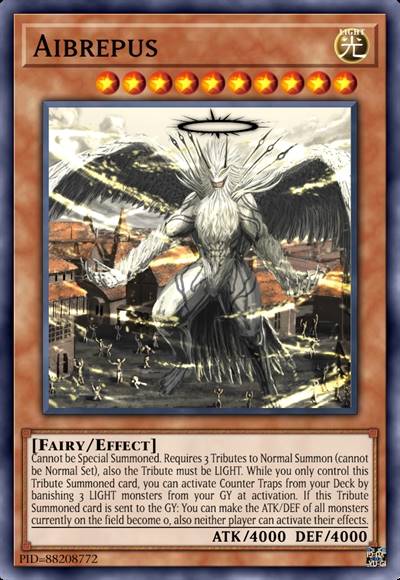 AIBREPUS
LIGHT
光
[FAIRY/EFFECT]
Cannot be Special Summoned. Requires 3 Tributes to Normal Summon (cannot
be Normal Set), also the Tribute must be LIGHT. While you only control this
Tribute Summoned card, you can activate Counter Traps from your Deck by
banishing 3 LIGHT monsters from your GY at activation. If this Tribute
Summoned card is sent to the GY: You can make the ATK/DEF of all monsters
currently on the field become 0, also neither player can activate their effects.
ATK/4000 DEF/4000
PID=88208772